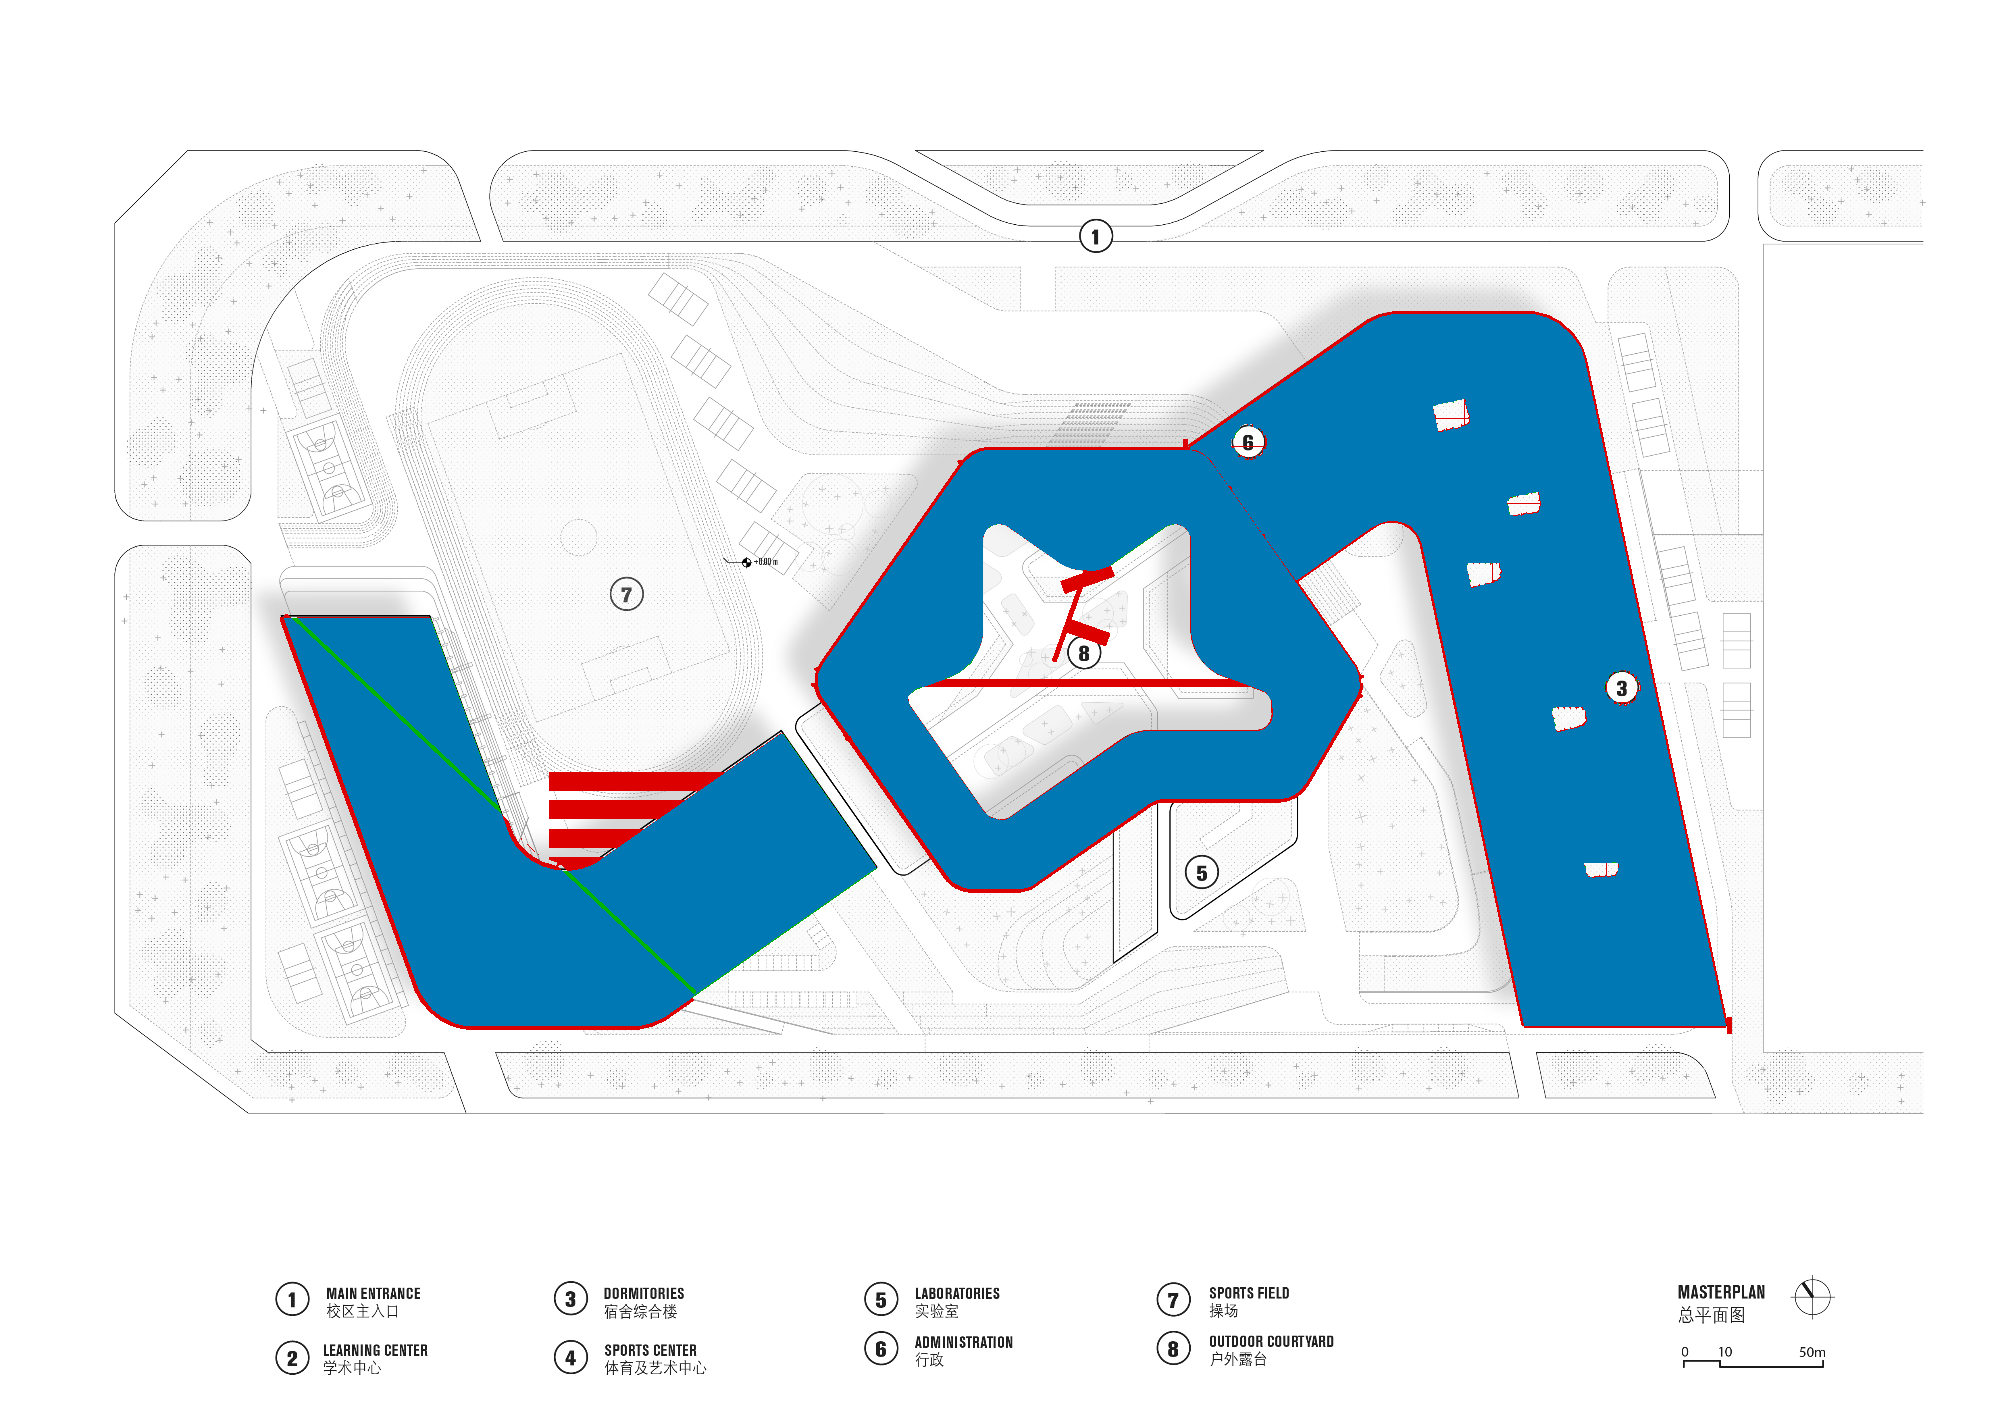 1
6
+0.00 m
7
8
3
5
1 MAIN ENTRANCE
校区主入口
2 LEARNING CENTER
学术中心
3 DORMITORIES
宿舍综合楼
4 SPORTS CENTER
体育及艺术中心
5 LABORATORIES
实验室
6 ADMINISTRATION
行政
7 SPORTS FIELD
操场
8 OUTDOOR COURTYARD
户外露台
MASTERPLAN
总平面图
0 10 50m